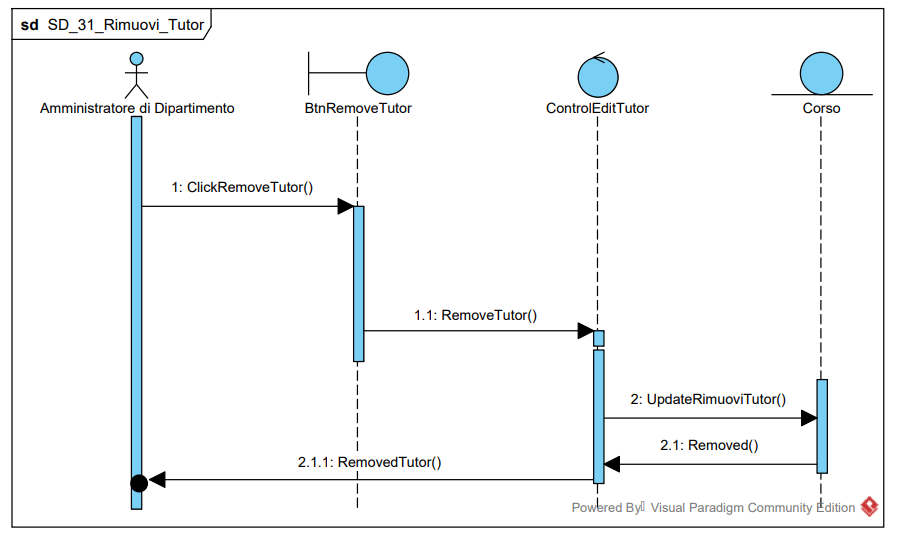 sd SD_31_Rimuovi_Tutor
Amministratore di Dipartimento
BtnRemoveTutor
ControlEditTutor
Corso
1: ClickRemoveTutor()
1.1: RemoveTutor()
2: UpdateRimuoviTutor()
2.1: Removed()
2.1.1: RemovedTutor()
Powered By Visual Paradigm Community Edition